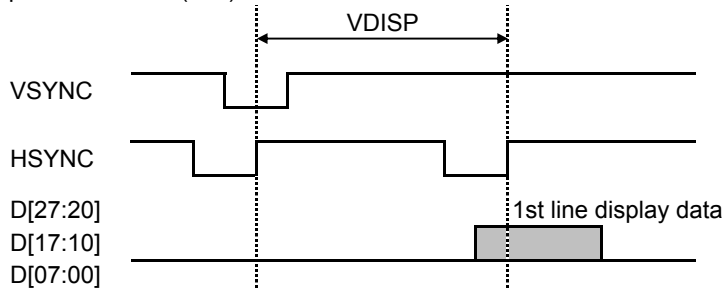 VDISP
VSYNC
HSYNC
D[27:20]
1st line display data
D[17:10]
D[07:00]